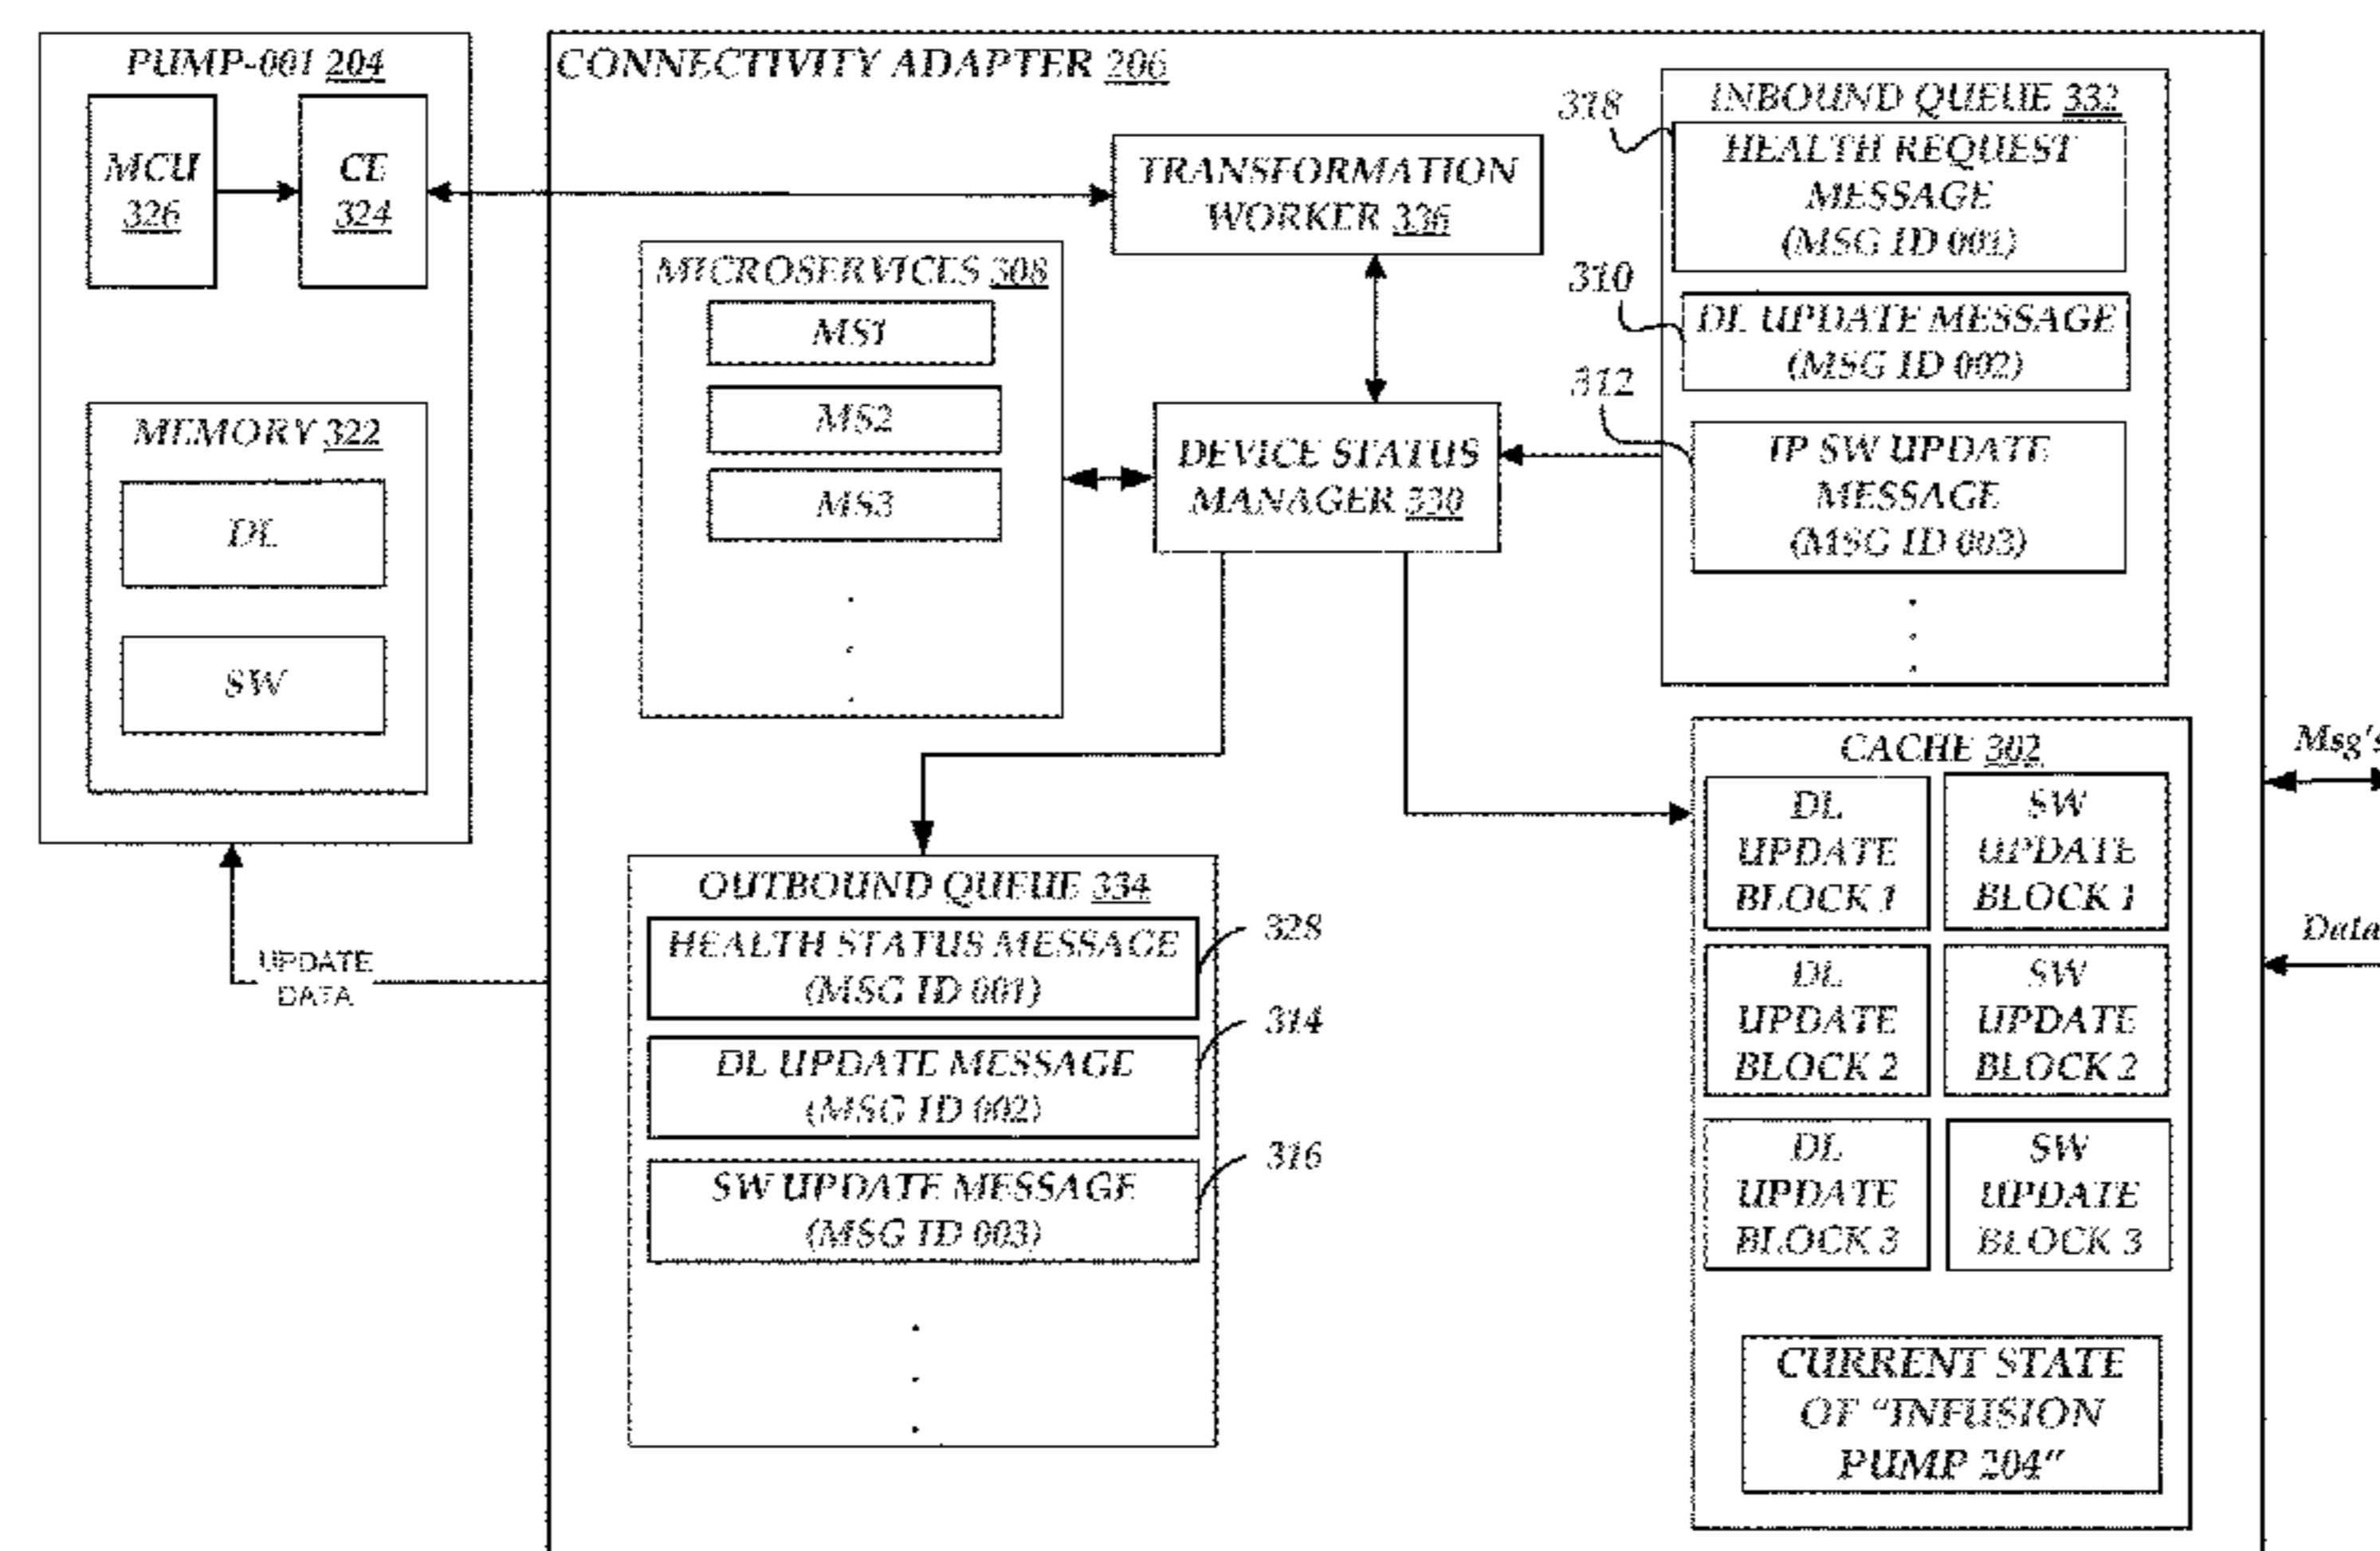 PUMP-001 204
MCU
326
CE
324
MEMORY 322
DL
SW
UPDATE
DATA
CONNECTIVITY ADAPTER 206
TRANSFORMATION
WORKER 336
MICROSERVICES 308
MS1
MS2
MS3
DEVICE STATUS
MANAGER 330
318
310
312
INBOUND QUEUE 332
HEALTH REQUEST
MESSAGE
(MSG ID 001)
DL UPDATE MESSAGE
(MSG ID 002)
IP SW UPDATE
MESSAGE
(MSG ID 003)
OUTBOUND QUEUE 334
HEALTH STATUS MESSAGE
(MSG ID 001)
328
DL UPDATE MESSAGE
(MSG ID 002)
314
SW UPDATE MESSAGE
(MSG ID 003)
316
CACHE 302
DL
UPDATE
BLOCK 1
SW
UPDATE
BLOCK 1
DL
UPDATE
BLOCK 2
SW
UPDATE
BLOCK 2
DL
UPDATE
BLOCK 3
SW
UPDATE
BLOCK 3
CURRENT STATE
OF "INFUSION
PUMP 204"
Msg's
Data